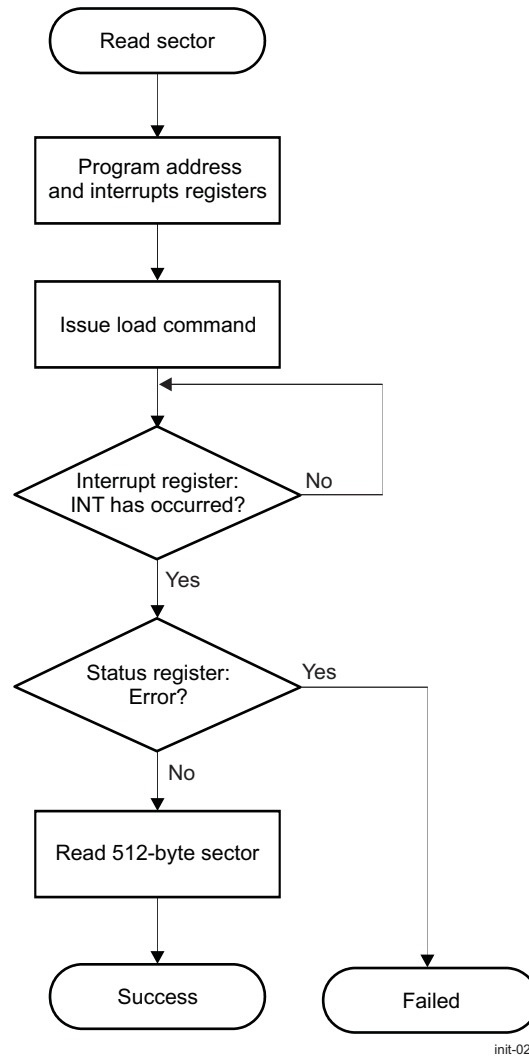 Read sector
Program address
and interrupts registers
Issue load command
Interrupt register:
INT has occurred?
No
Yes
Status register:
Error?
Yes
No
Read 512-byte sector
Success
Failed
init-02